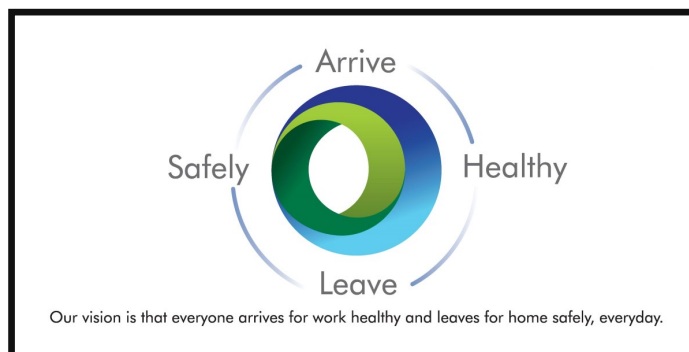 Arrive
Safely
Healthy
Leave
Our vision is that everyone arrives for work healthy and leaves for home safely, everyday.